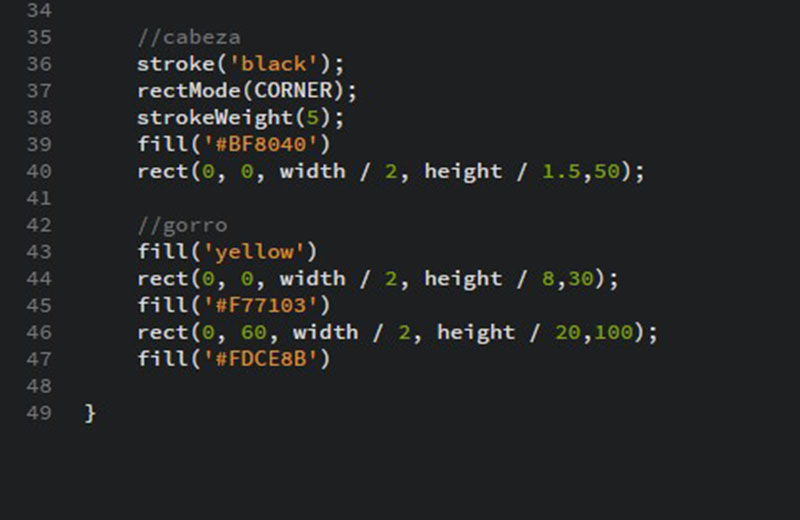 34
35 //cabeza
36 stroke('black');
37 rectMode(CORNER);
38 strokeWeight(5);
39 fill('#BF8040')
40 rect(0, 0, width / 2, height / 1.5,50);
41
42 //gorro
43 fill('yellow')
44 rect(0, 0, width / 2, height / 8,30);
45 fill('#F77103')
46 rect(0, 60, width / 2, height / 20,100);
47 fill('#FDCE8B')
48
49 }